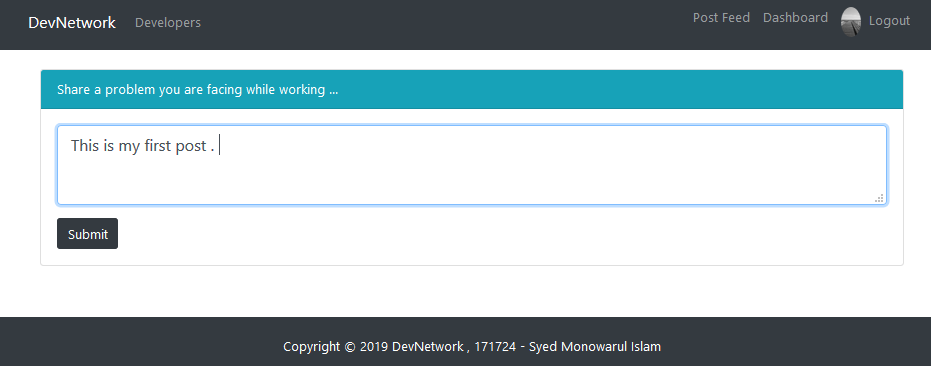 DevNetwork Developers Post Feed Dashboard Logout
Share a problem you are facing while working ...
This is my first post .
Submit
Copyright © 2019 DevNetwork , 171724 - Syed Monowarul Islam